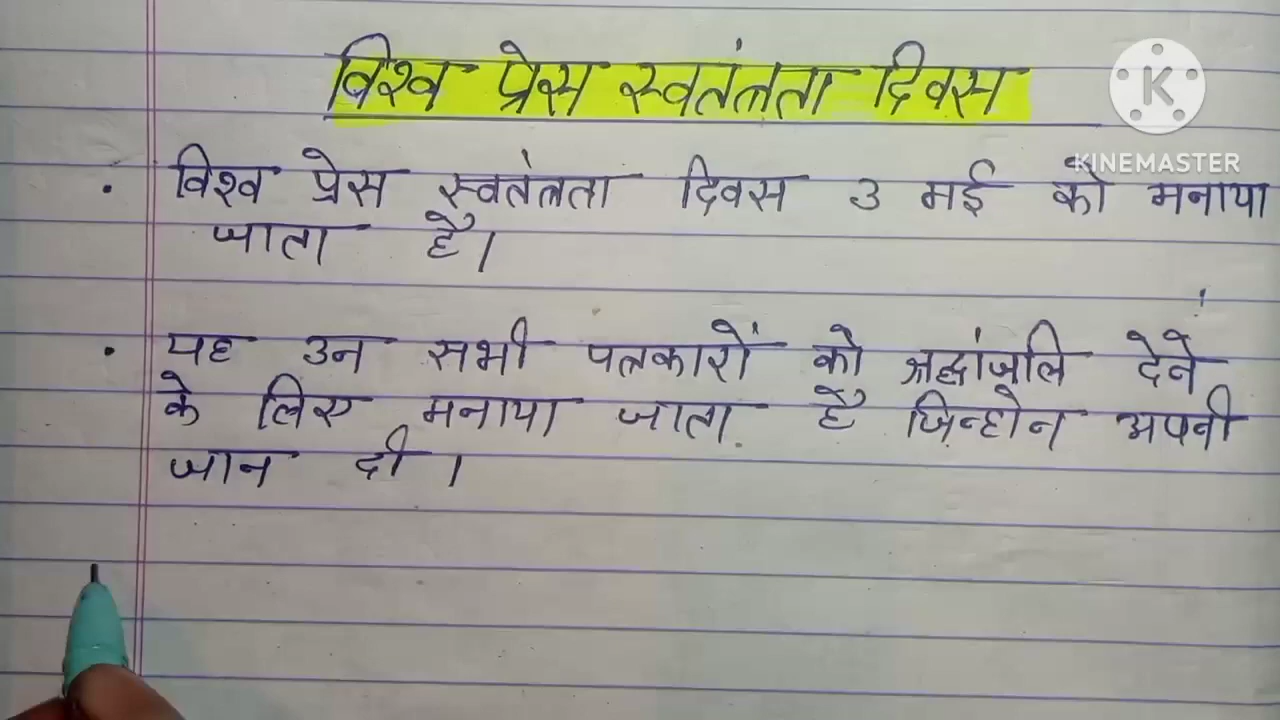 विश्व प्रेस स्वतंत्रता दिवस
K
KINEMASTER
• विश्व प्रेस स्वतंत्रता दिवस 3 मई को मनाया
जाता है।
• यह उन सभी पत्रकारों को श्रद्धांजलि देने
के लिए मनाया जाता है जिन्होन अपनी
जान दी।